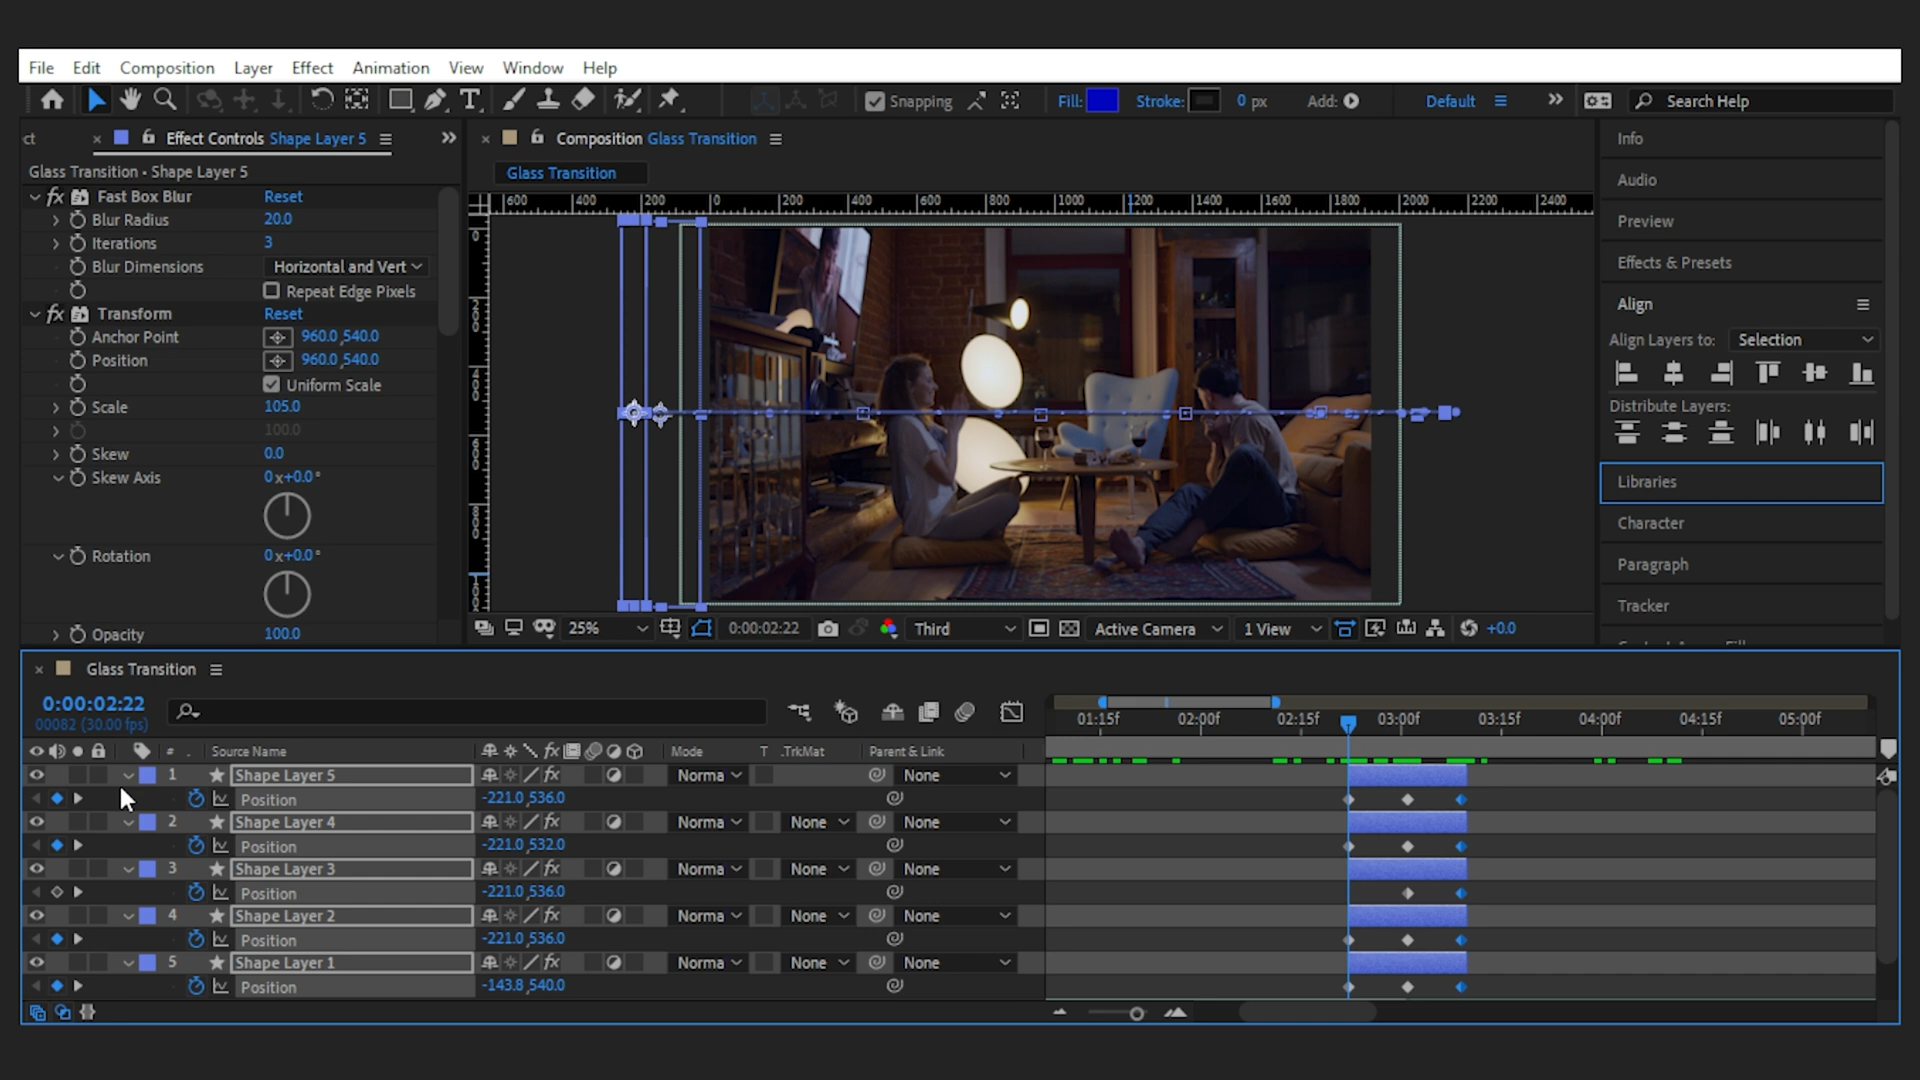 File Edit Composition Layer Effect Animation View Window Help
Snapping Fill: Stroke: 0 px Add: Default Search Help
ct Effect Controls Shape Layer 5
Composition Glass Transition
Info
Glass Transition • Shape Layer 5
Glass Transition
Audio
fx Fast Box Blur Reset
600 400 200 0 200 400 600 800 1000 1200 1400 1600 1800 2000 2200 2400
Blur Radius 20.0
Preview
Iterations 3
Blur Dimensions Horizontal and Vert
Effects & Presets
Repeat Edge Pixels
Align
fx Transform Reset
Anchor Point 960.0,540.0
Align Layers to: Selection
Position 960.0,540.0
Uniform Scale
Scale 105.0
Distribute Layers:
100.0
Skew 0.0
Skew Axis 0x+0.0°
Libraries
Character
Rotation 0x+0.0°
Paragraph
Tracker
Opacity 100.0
25% 0:00:02:22 Third Active Camera 1 View +0.0
Glass Transition
0:00:02:22
00082 (30.00 fps)
01:15f 02:00f 02:15f 03:00f 03:15f 04:00f 04:15f 05:00f
# Source Name fx Mode T .TrkMat Parent & Link
1 Shape Layer 5 Norma None
Position -221.0,536.0
2 Shape Layer 4 fx Norma None None
Position -221.0,532.0
3 Shape Layer 3 fx Norma None None
Position -221.0,536.0
4 Shape Layer 2 fx Norma None None
Position -221.0,536.0
5 Shape Layer 1 fx Norma None None
Position -143.8,540.0